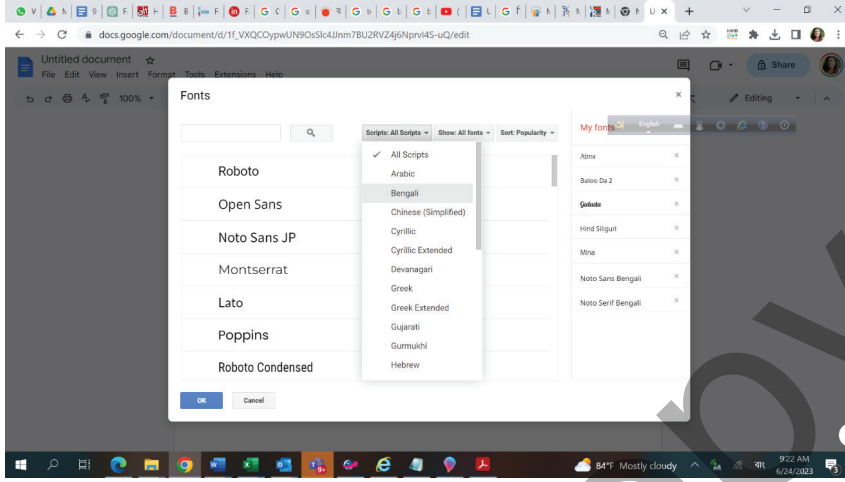 docs.google.com/document/d/1f_VXQCOypwUN9OsSlc4JJnm7BU2RVZ4j6NprvI4S-uQ/edit
Untitled document
File Edit View Insert Format Tools Extensions Help
Share
100%
Editing
Fonts
Scripts: All Scripts Show: All fonts Sort: Popularity
My fonts
English
All Scripts
Arabic
Bengali
Chinese (Simplified)
Cyrillic
Cyrillic Extended
Devanagari
Greek
Greek Extended
Gujarati
Gurmukhi
Hebrew
Roboto
Open Sans
Noto Sans JP
Montserrat
Lato
Poppins
Roboto Condensed
Atma
Baloo Da 2
Galada
Hind Siliguri
Mina
Noto Sans Bengali
Noto Serif Bengali
OK Cancel
84°F Mostly cloudy
বাং
9:22 AM
6/24/2023